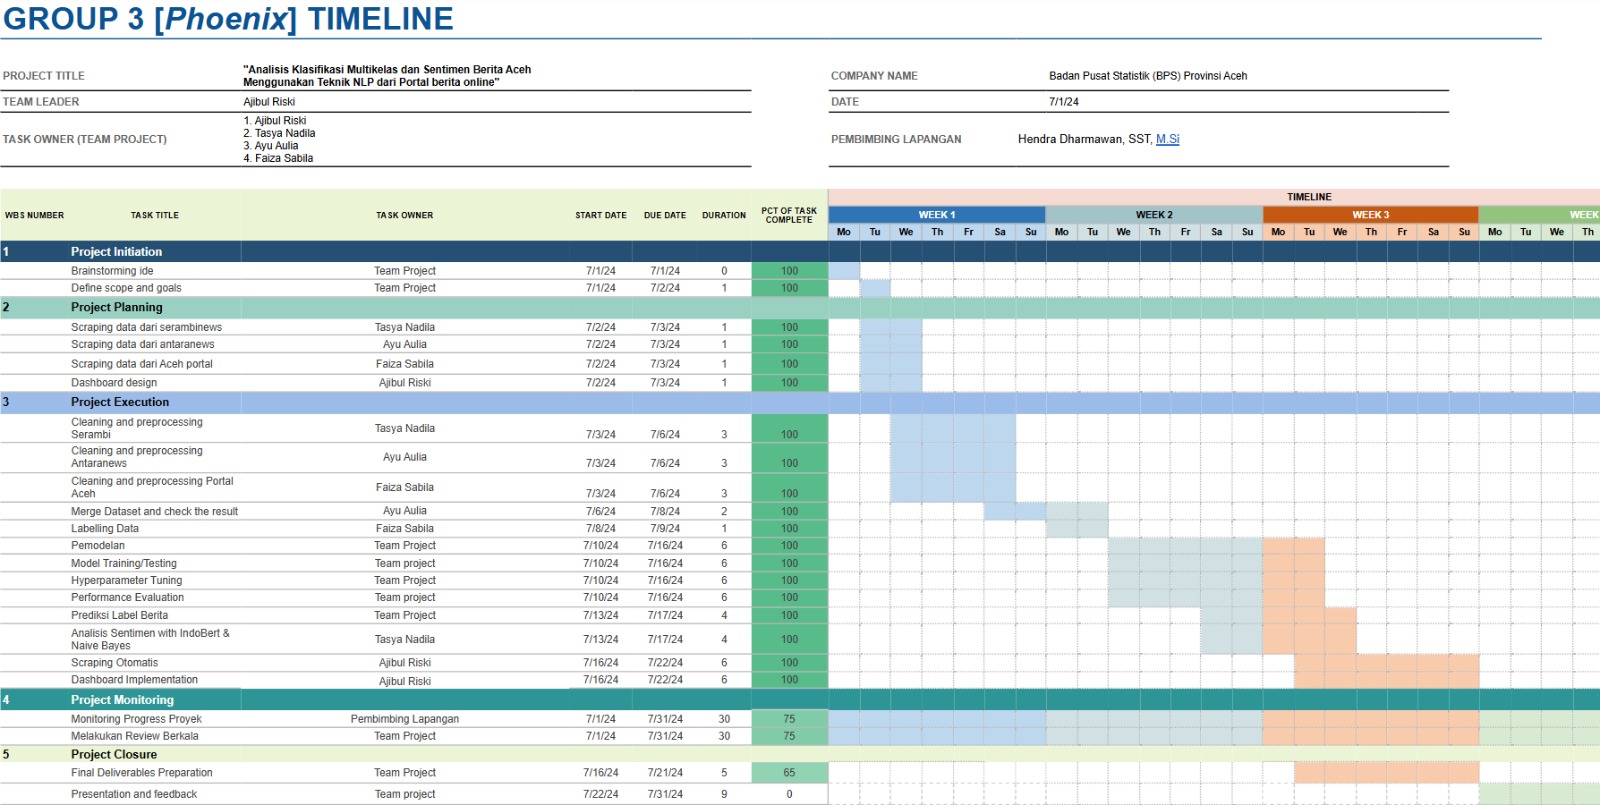 GROUP 3 [Phoenix] TIMELINE
PROJECT TITLE
"Analisis Klasifikasi Multikelas dan Sentimen Berita Aceh
Menggunakan Teknik NLP dari Portal berita online"
COMPANY NAME Badan Pusat Statistik (BPS) Provinsi Aceh
TEAM LEADER Ajibul Riski
DATE 7/1/24
TASK OWNER (TEAM PROJECT)
1. Ajibul Riski
2. Tasya Nadila
3. Ayu Aulia
4. Faiza Sabila
PEMBIMBING LAPANGAN Hendra Dharmawan, SST, M.Si
TIMELINE
WBS NUMBER TASK TITLE TASK OWNER START DATE DUE DATE DURATION PCT OF TASK
COMPLETE
WEEK 1 WEEK 2 WEEK 3 WEEK
Mo Tu We Th Fr Sa Su Mo Tu We Th Fr Sa Su Mo Tu We Th Fr Sa Su Mo Tu We Th
1 Project Initiation
Brainstorming ide Team Project 7/1/24 7/1/24 0 100
Define scope and goals Team Project 7/1/24 7/2/24 1 100
2 Project Planning
Scraping data dari serambinews Tasya Nadila 7/2/24 7/3/24 1 100
Scraping data dari antaranews Ayu Aulia 7/2/24 7/3/24 1 100
Scraping data dari Aceh portal Faiza Sabila 7/2/24 7/3/24 1 100
Dashboard design Ajibul Riski 7/2/24 7/3/24 1 100
3 Project Execution
Cleaning and preprocessing
Serambi Tasya Nadila 7/3/24 7/6/24 3 100
Cleaning and preprocessing
Antaranews Ayu Aulia 7/3/24 7/6/24 3 100
Cleaning and preprocessing Portal
Aceh Faiza Sabila 7/3/24 7/6/24 3 100
Merge Dataset and check the result Ayu Aulia 7/6/24 7/8/24 2 100
Labelling Data Faiza Sabila 7/8/24 7/9/24 1 100
Pemodelan Team Project 7/10/24 7/16/24 6 100
Model Training/Testing Team project 7/10/24 7/16/24 6 100
Hyperparameter Tuning Team project 7/10/24 7/16/24 6 100
Performance Evaluation Team project 7/10/24 7/16/24 6 100
Prediksi Label Berita Team Project 7/13/24 7/17/24 4 100
Analisis Sentimen with IndoBert &
Naive Bayes Tasya Nadila 7/13/24 7/17/24 4 100
Scraping Otomatis Ajibul Riski 7/16/24 7/22/24 6 100
Dashboard Implementation Ajibul Riski 7/16/24 7/22/24 6 100
4 Project Monitoring
Monitoring Progress Proyek Pembimbing Lapangan 7/1/24 7/31/24 30 75
Melakukan Review Berkala Team Project 7/1/24 7/31/24 30 75
5 Project Closure
Final Deliverables Preparation Team Project 7/16/24 7/21/24 5 65
Presentation and feedback Team project 7/22/24 7/31/24 9 0